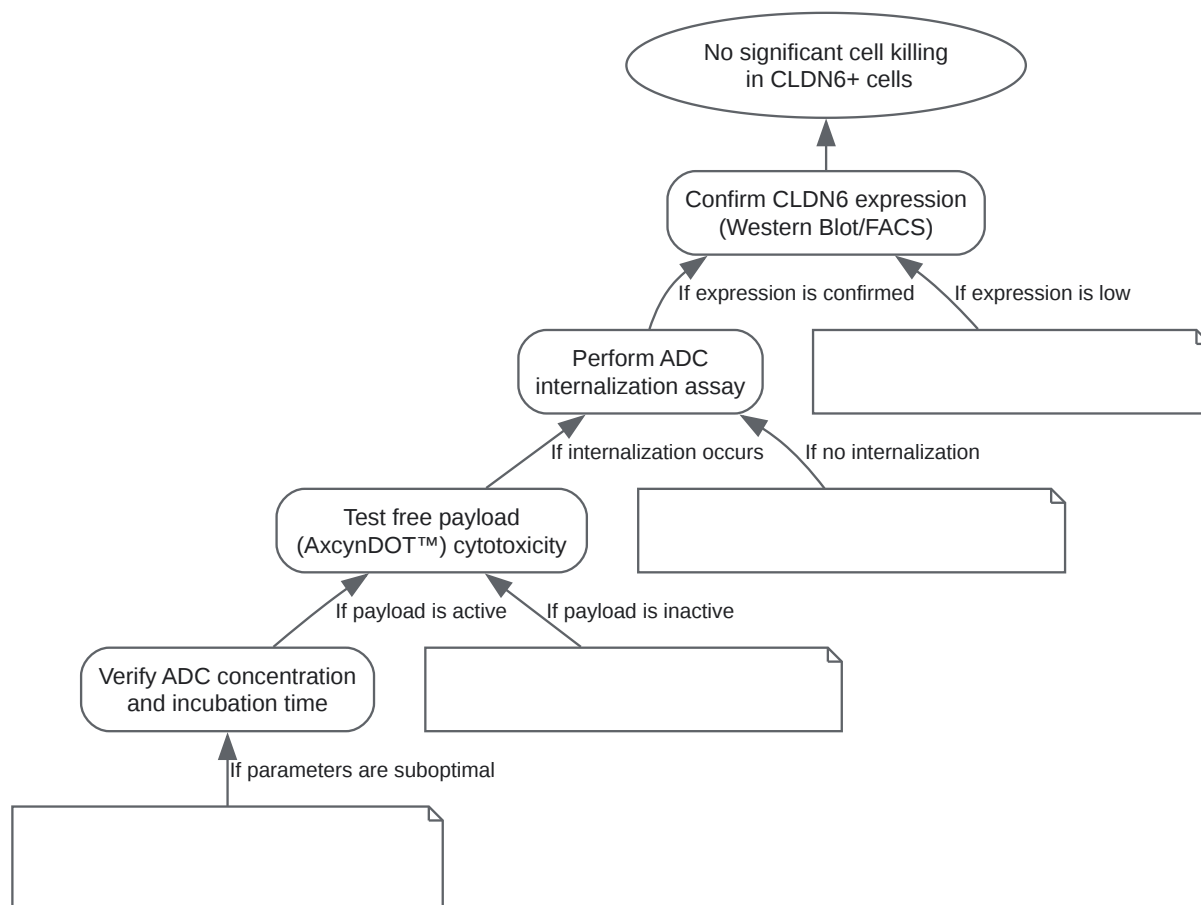 No significant cell killing
in CLDN6+ cells
Confirm CLDN6 expression
(Western Blot/FACS)
If expression is confirmed
If expression is low
Perform ADC
internalization assay
If internalization occurs
If no internalization
Test free payload
(AxcynDOT™) cytotoxicity
If payload is active
If payload is inactive
Verify ADC concentration
and incubation time
If parameters are suboptimal